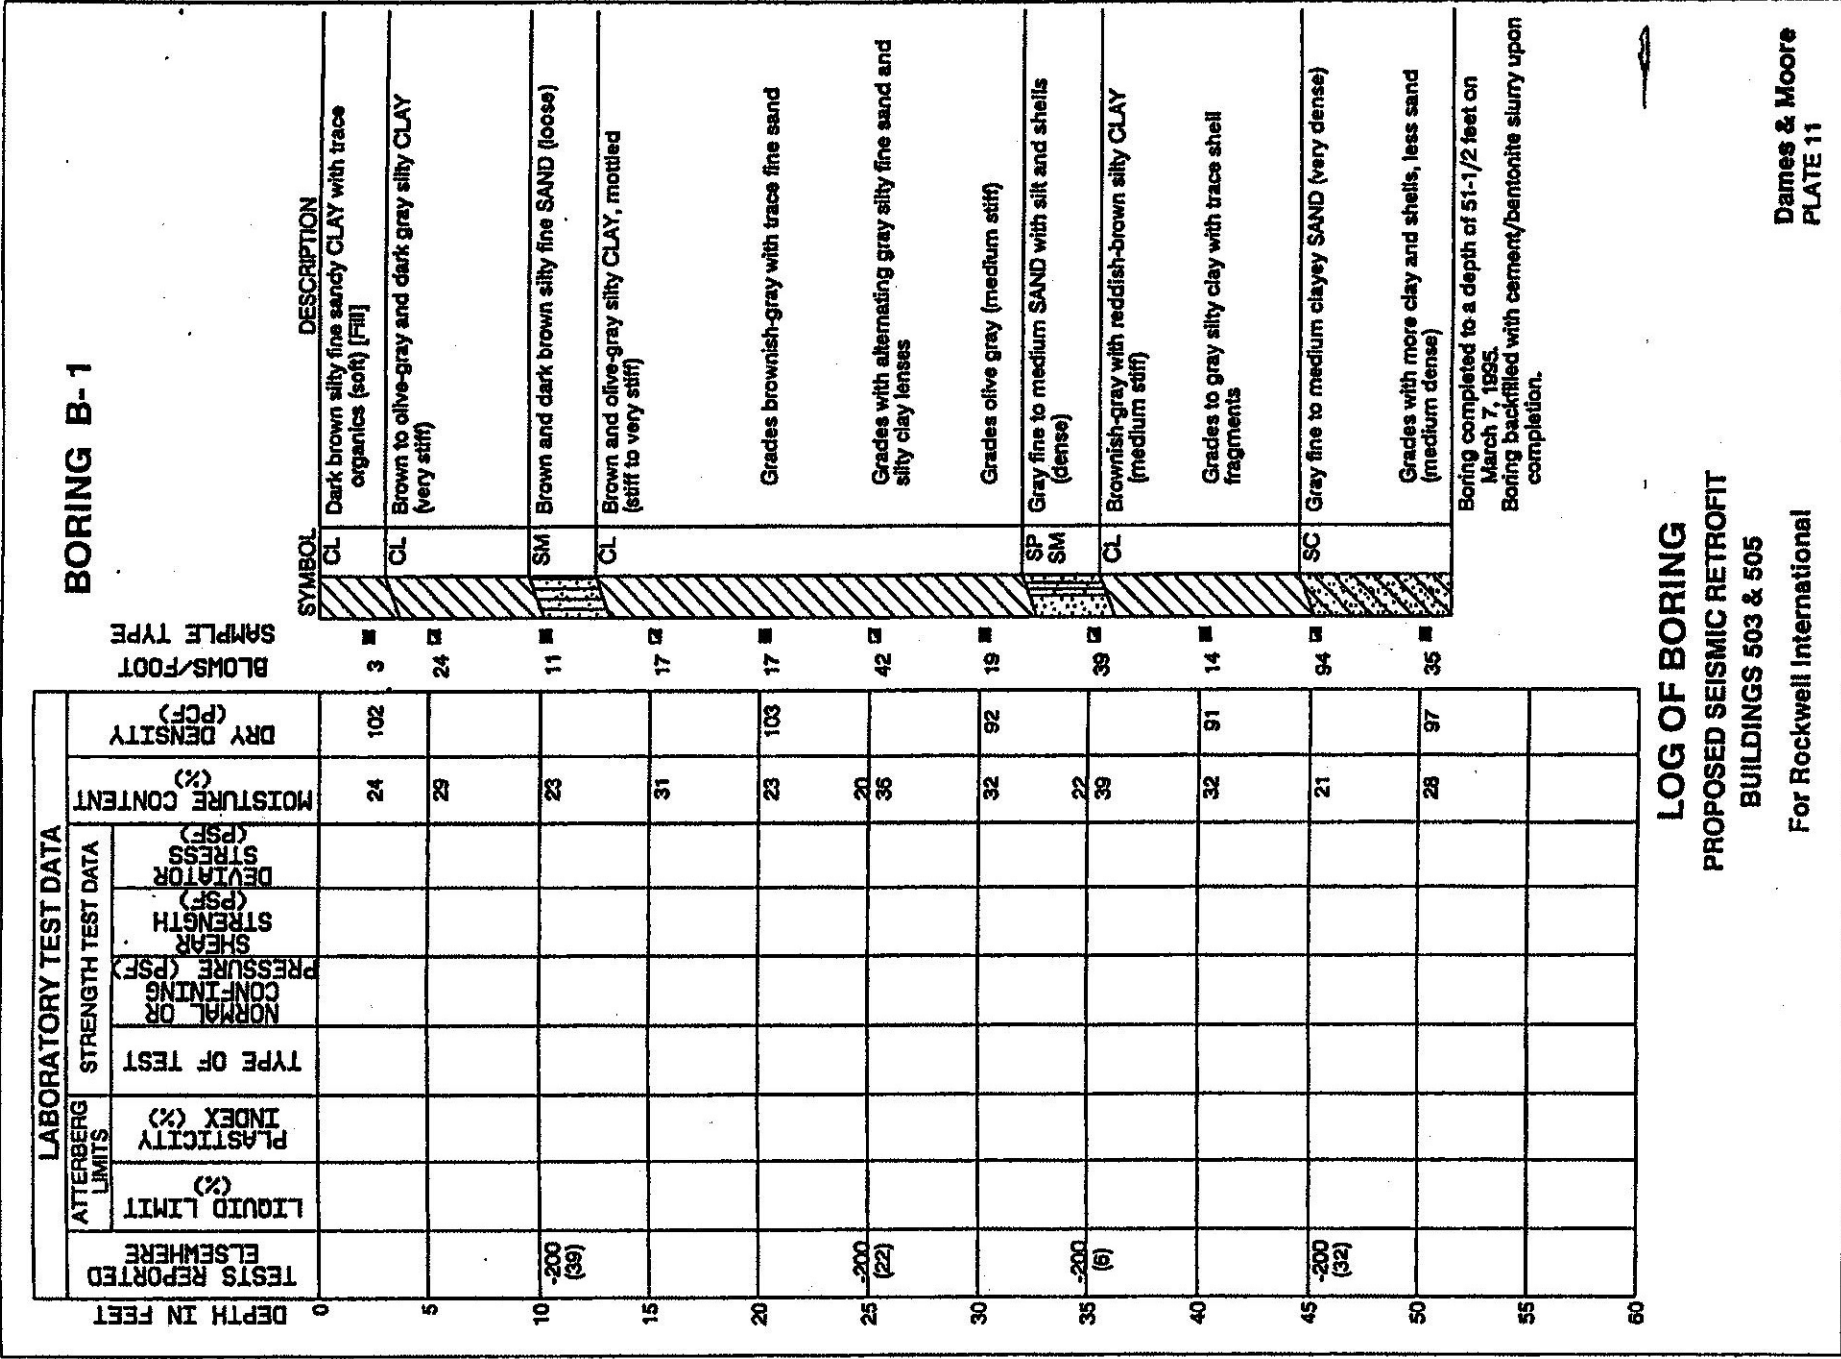 BORING B-1
LABORATORY TEST DATA
ATTERBERG
LIMITS
STRENGTH TEST DATA
DEPTH IN FEET
TESTS REPORTED
ELSEWHERE
LIQUID LIMIT
(%)
PLASTICITY
INDEX (%)
TYPE OF TEST
NORMAL OR
CONFINING
PRESSURE (PSF)
SHEAR
STRENGTH
(PSF)
DEVIATOR
STRESS
(PSF)
MOISTURE CONTENT
(%)
DRY DENSITY
(PCF)
BLOWS/FOOT
SAMPLE TYPE
SYMBOL
DESCRIPTION
0
24 102 3
CL Dark brown silty fine sandy CLAY with trace
organics (soft) [Fill]
CL Brown to olive-gray and dark gray silty CLAY
(very stiff)
5
29 24
SM Brown and dark brown silty fine SAND (loose)
10
-200
(39)
23 11
CL Brown and olive-gray silty CLAY, mottled
(stiff to very stiff)
15
31 17
20
23 103 17
Grades brownish-gray with trace fine sand
25
-200
(22)
20
36 42
Grades with alternating gray silty fine sand and
silty clay lenses
30
32 92 19
Grades olive gray (medium stiff)
SP
SM
Gray fine to medium SAND with silt and shells
(dense)
35
-200
(6)
22
39 39
CL Brownish-gray with reddish-brown silty CLAY
(medium stiff)
40
32 91 14
Grades to gray silty clay with trace shell
fragments
45
-200
(32)
21 94
SC Gray fine to medium clayey SAND (very dense)
50
28 97 35
Grades with more clay and shells, less sand
(medium dense)
Boring completed to a depth of 51-1/2 feet on
March 7, 1995.
Boring backfilled with cement/bentonite slurry upon
completion.
55
60
LOG OF BORING
PROPOSED SEISMIC RETROFIT
BUILDINGS 503 & 505
For Rockwell International
Dames & Moore
PLATE 11